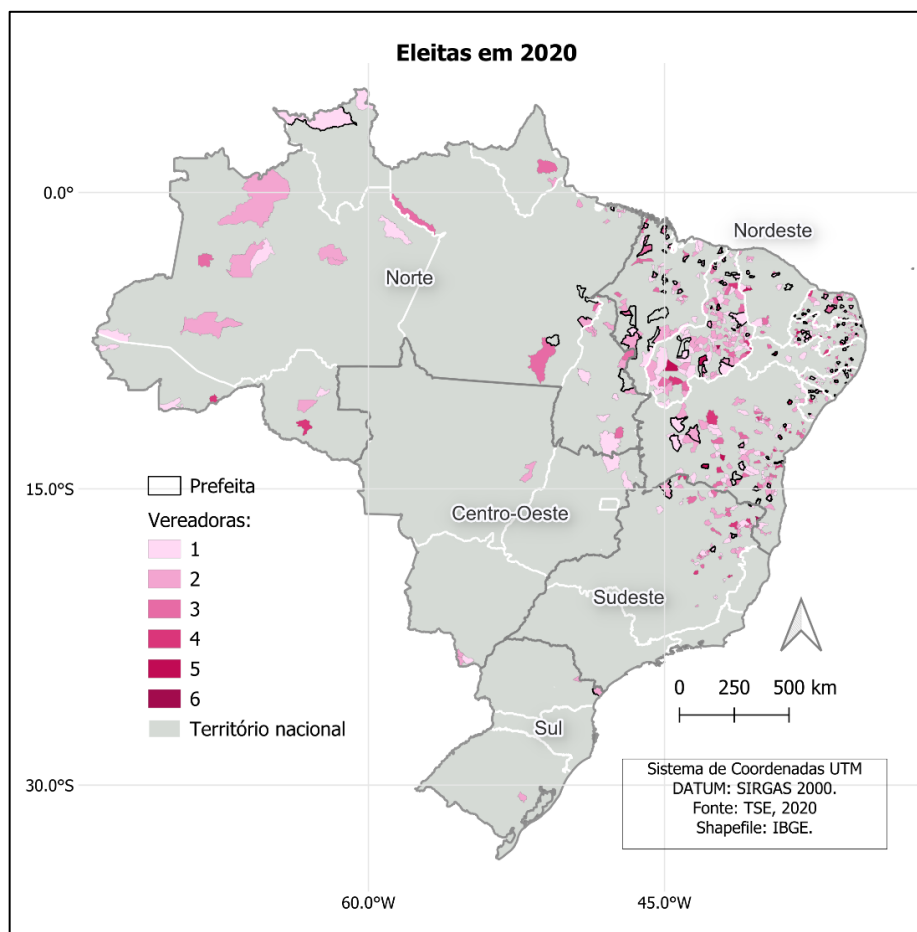 Eleitas em 2020
0.0°
Nordeste
Norte
15.0°S
Prefeita
Vereadoras:
1
2
3
4
5
6
Território nacional
Centro-Oeste
Sudeste
0 250 500 km
Sul
30.0°S
Sistema de Coordenadas UTM
DATUM: SIRGAS 2000.
Fonte: TSE, 2020
Shapefile: IBGE.
60.0°W 45.0°W